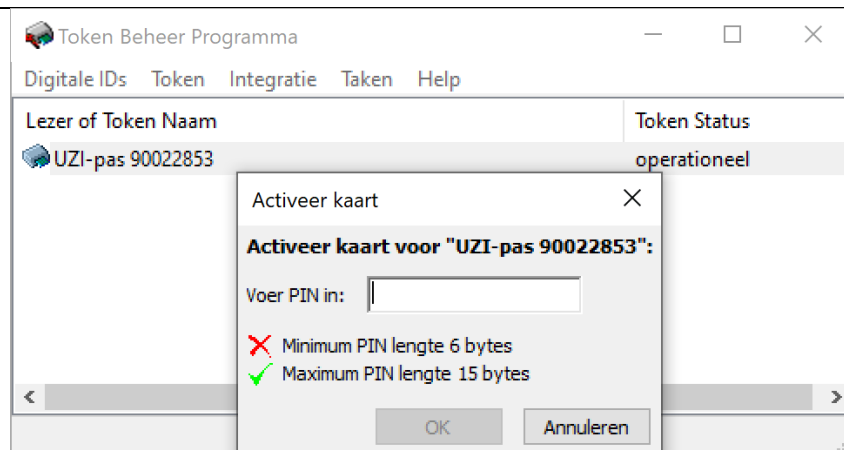 Token Beheer Programma
Digitale IDs Token Integratie Taken Help
Lezer of Token Naam Token Status
UZI-pas 90022853 operationeel
Activeer kaart
Activeer kaart voor "UZI-pas 90022853":
Voer PIN in:
Minimum PIN lengte 6 bytes
Maximum PIN lengte 15 bytes
OK Annuleren